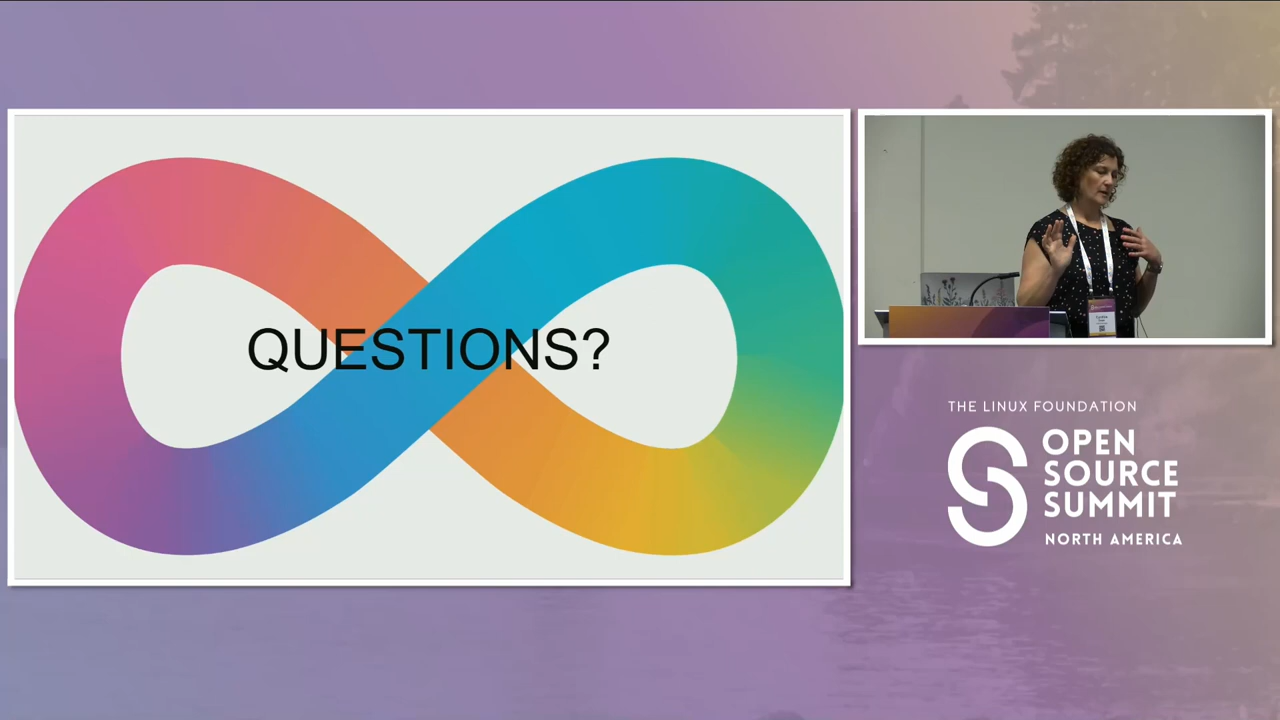 QUESTIONS?
THE LINUX FOUNDATION
OPEN
SOURCE
SUMMIT
NORTH AMERICA